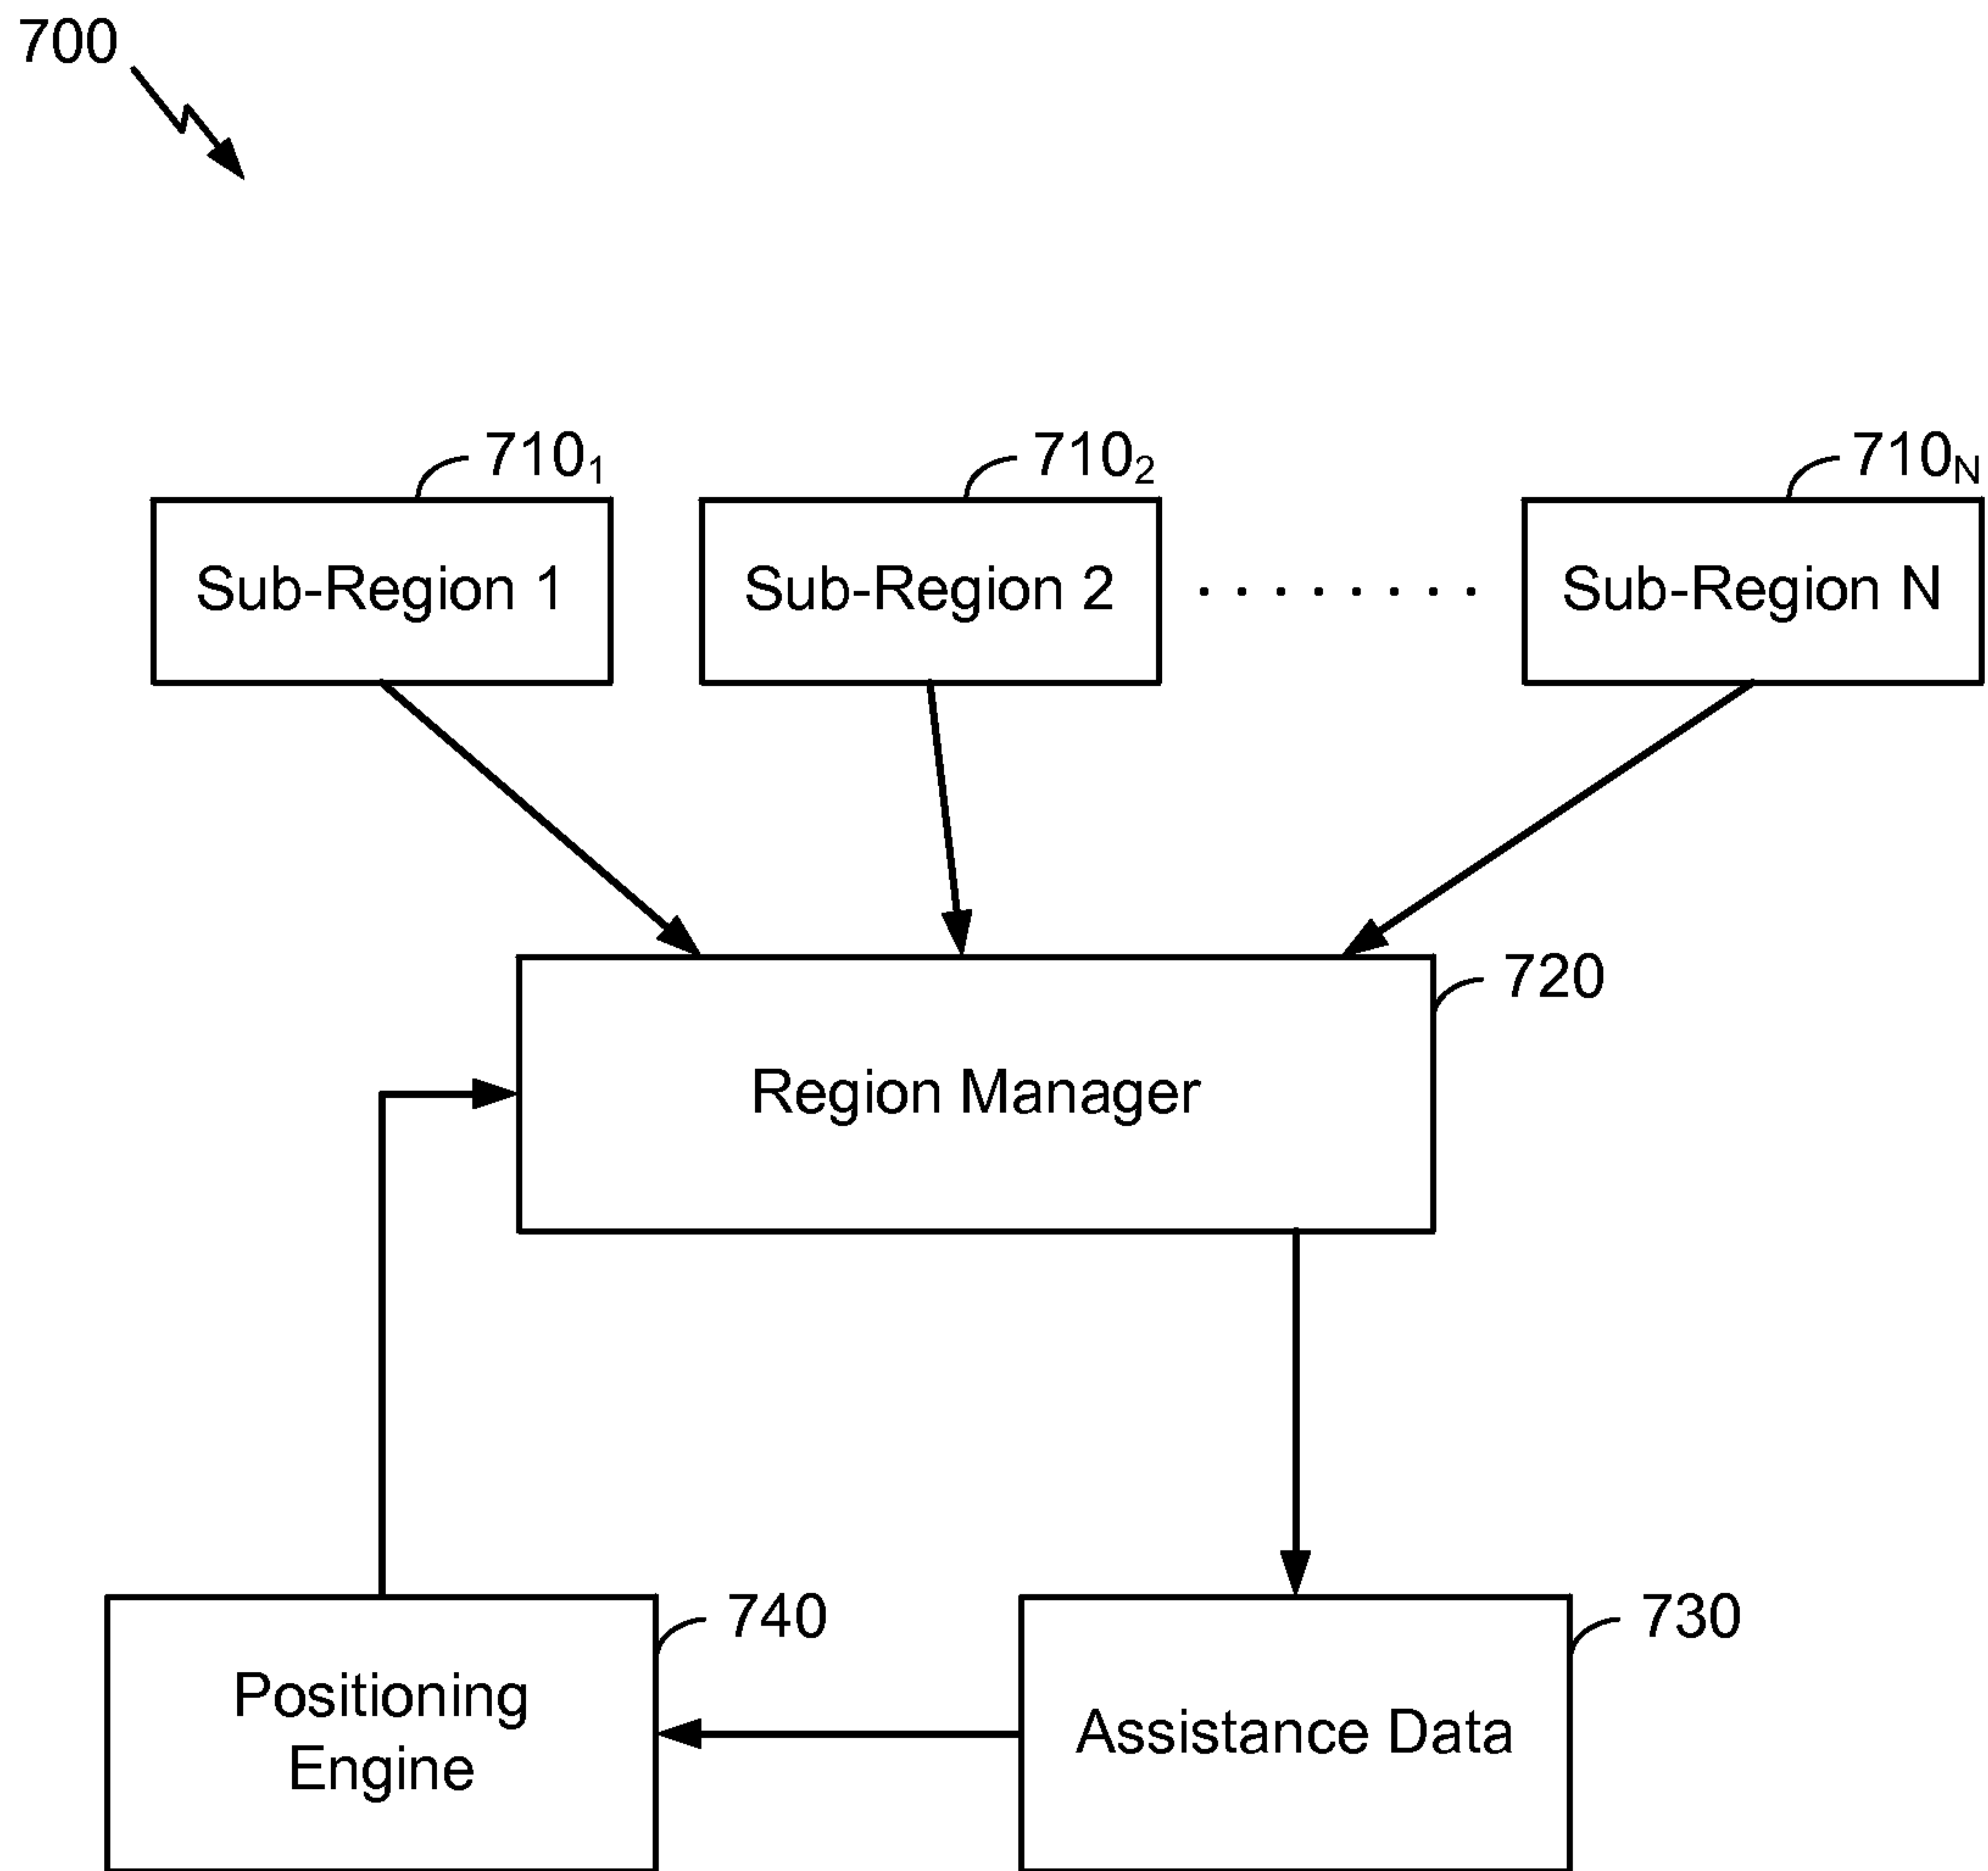 700
710₁
710₂
710N
Sub-Region 1
Sub-Region 2
. . . . . . . .
Sub-Region N
720
Region Manager
740
730
Positioning
Engine
Assistance Data